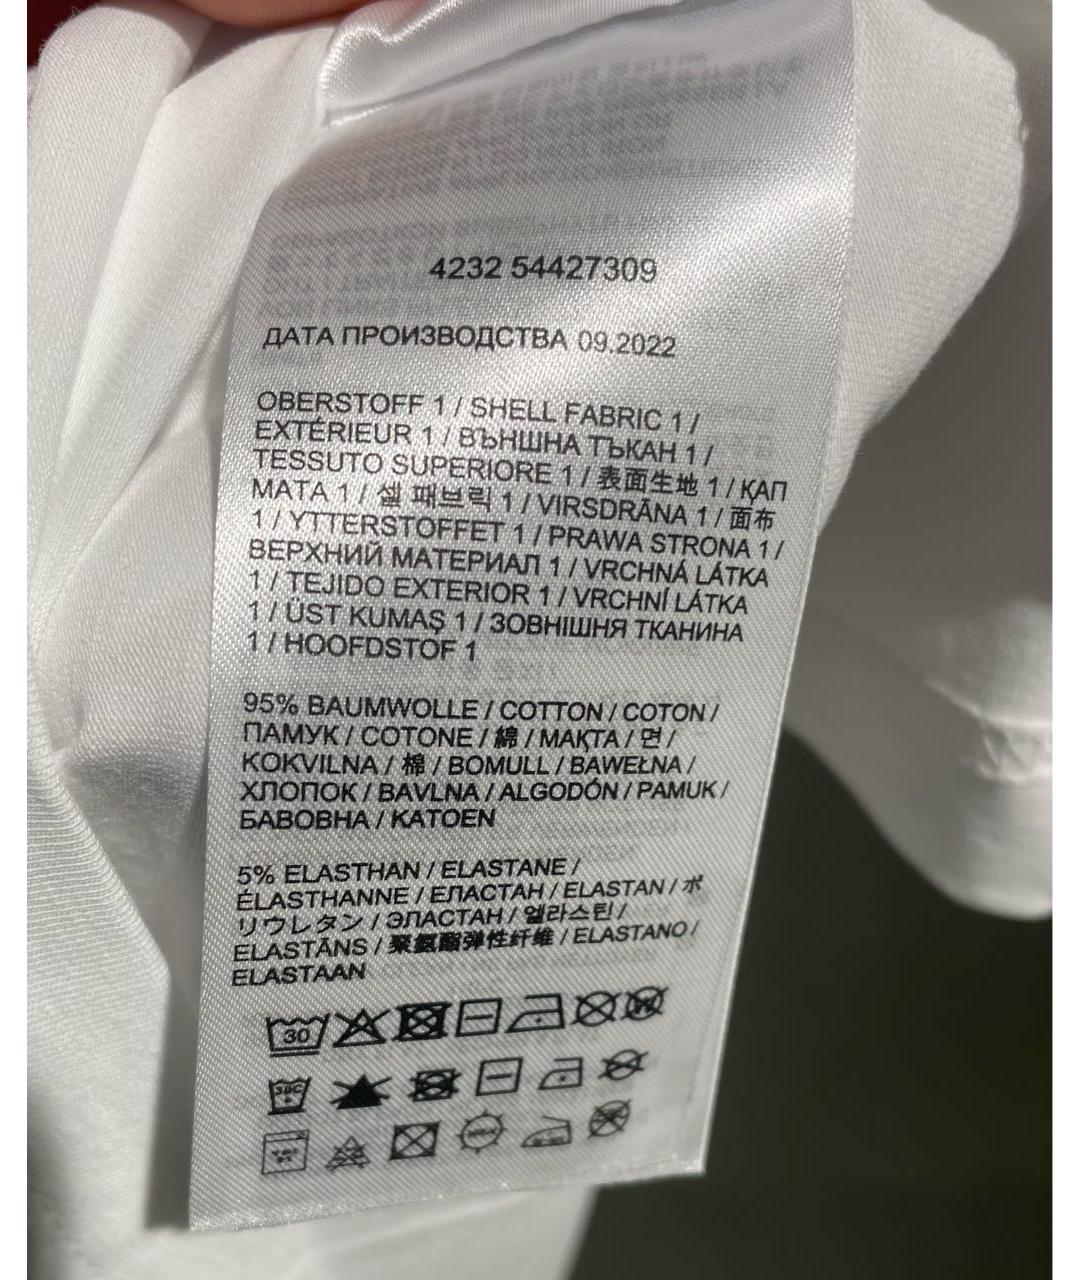 4232 54427309
ДАТА ПРОИЗВОДСТВА 09.2022
OBERSTOFF 1 / SHELL FABRIC 1 /
EXTÉRIEUR 1 / ВЪНШНА ТЪКАН 1 /
TESSUTO SUPERIORE 1 / 表面生地 1 / ҚАП
МАТА 1 / 셀 패브릭 1 / VIRSDRĀNA 1 / 面布
1 / YTTERSTOFFET 1 / PRAWA STRONA 1 /
ВЕРХНИЙ МАТЕРИАЛ 1 / VRCHNÁ LÁTKA
1 / TEJIDO EXTERIOR 1 / VRCHNÍ LÁTKA
1 / ÜST KUMAŞ 1 / ЗОВНІШНЯ ТКАНИНА
1 / HOOFDSTOF 1
95% BAUMWOLLE / COTTON / COTON /
ПАМУК / COTONE / 綿 / МАҚТА / 면 /
KOKVILNA / 棉 / BOMULL / BAWEŁNA /
ХЛОПОК / BAVLNA / ALGODÓN / PAMUK /
БАВОВНА / KATOEN
5% ELASTHAN / ELASTANE /
ÉLASTHANNE / ЕЛАСТАН / ELASTAN / ポ
リウレタン / ЭЛАСТАН / 엘라스틴 /
ELASTĀNS / 聚氨酯弹性纤维 / ELASTANO /
ELASTAAN
30 W